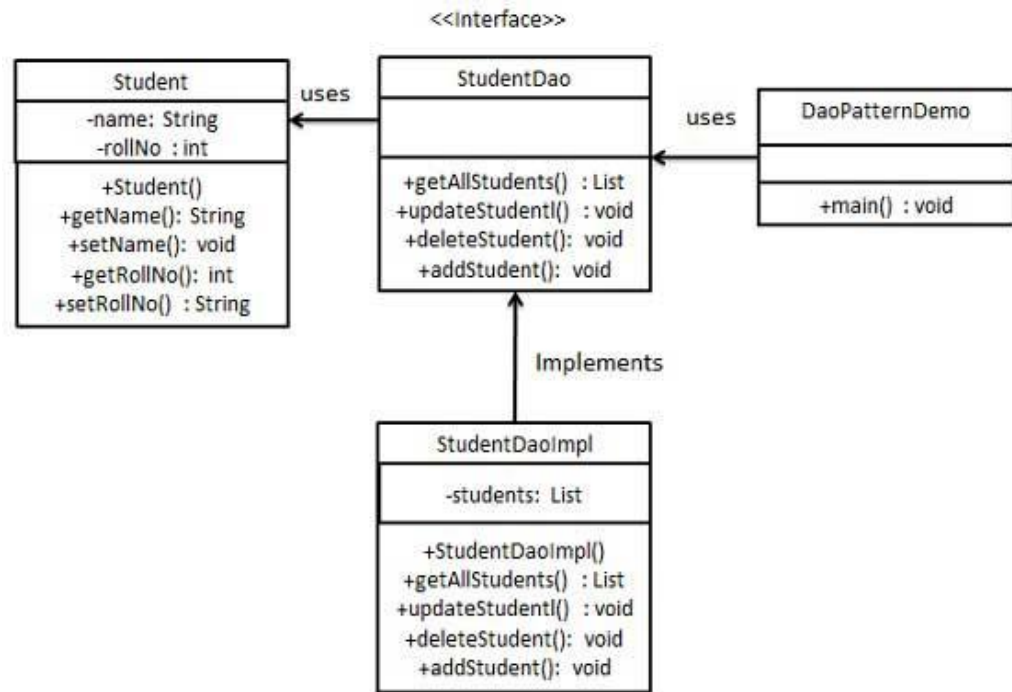 <<Interface>>
Student
-name: String
-rollNo : int
+Student()
+getName(): String
+setName(): void
+getRollNo(): int
+setRollNo() : String
uses
StudentDao
+getAllStudents() : List
+updateStudentl() : void
+deleteStudent(): void
+addStudent(): void
uses
DaoPatternDemo
+main() : void
Implements
StudentDaoImpl
-students: List
+StudentDaoImpl()
+getAllStudents() : List
+updateStudentl() : void
+deleteStudent(): void
+addStudent(): void